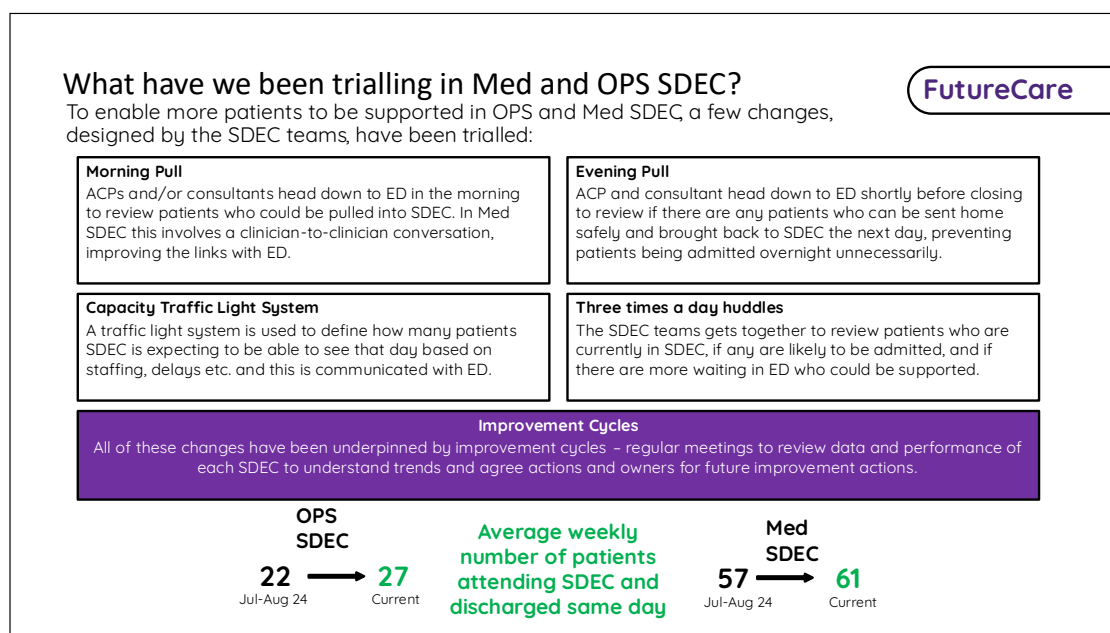 What have we been trialling in Med and OPS SDEC?
FutureCare
To enable more patients to be supported in OPS and Med SDEC, a few changes,
designed by the SDEC teams, have been trialled:
Morning Pull
ACPs and/or consultants head down to ED in the morning
to review patients who could be pulled into SDEC. In Med
SDEC this involves a clinician-to-clinician conversation,
improving the links with ED.
Evening Pull
ACP and consultant head down to ED shortly before closing
to review if there are any patients who can be sent home
safely and brought back to SDEC the next day, preventing
patients being admitted overnight unnecessarily.
Capacity Traffic Light System
A traffic light system is used to define how many patients
SDEC is expecting to be able to see that day based on
staffing, delays etc. and this is communicated with ED.
Three times a day huddles
The SDEC teams gets together to review patients who are
currently in SDEC, if any are likely to be admitted, and if
there are more waiting in ED who could be supported.
Improvement Cycles
All of these changes have been underpinned by improvement cycles – regular meetings to review data and performance of
each SDEC to understand trends and agree actions and owners for future improvement actions.
OPS
SDEC
22
27
Jul-Aug 24
Current
Average weekly
number of patients
attending SDEC and
discharged same day
Med
SDEC
57
61
Jul-Aug 24
Current